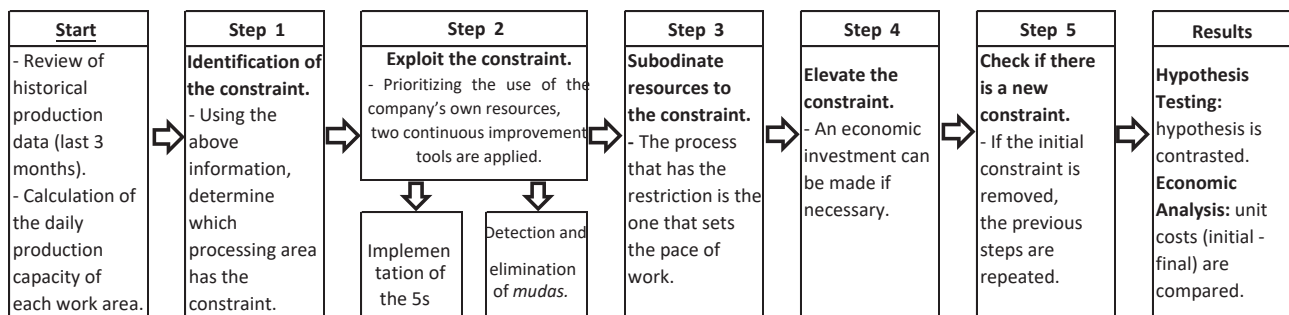 Start
- Review of
historical
production
data (last 3
months).
- Calculation of
the daily
production
capacity of
each work area.
Step 1
Identification of
the constraint.
- Using the
above
information,
determine
which
processing area
has the
constraint.
Step 2
Exploit the constraint.
- Prioritizing the use of the
company's own resources,
two continuous improvement
tools are applied.
Implemen
tation of
the 5s
Detection and
elimination
of mudas.
Step 3
Subodinate
resources to
the constraint.
- The process
that has the
restriction is the
one that sets
the pace of
work.
Step 4
Elevate the
constraint.
- An economic
investment can
be made if
necessary.
Step 5
Check if there
is a new
constraint.
- If the initial
constraint is
removed,
the previous
steps are
repeated.
Results
Hypothesis
Testing:
hypothesis is
contrasted.
Economic
Analysis: unit
costs (initial -
final) are
compared.